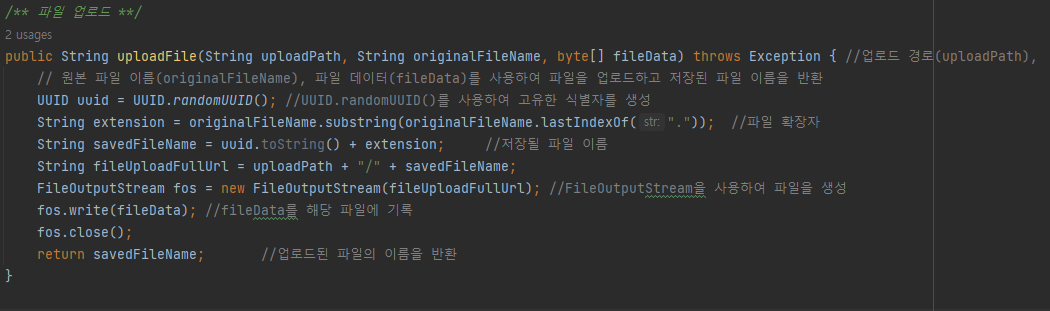 /** 파일 업로드 **/
2 usages
public String uploadFile(String uploadPath, String originalFileName, byte[] fileData) throws Exception { //업로드 경로(uploadPath),
// 원본 파일 이름(originalFileName), 파일 데이터(fileData)를 사용하여 파일을 업로드하고 저장된 파일 이름을 반환
UUID uuid = UUID.randomUUID(); //UUID.randomUUID()를 사용하여 고유한 식별자를 생성
String extension = originalFileName.substring(originalFileName.lastIndexOf( str: "."));  //파일 확장자
String savedFileName = uuid.toString() + extension;     //저장될 파일 이름
String fileUploadFullUrl = uploadPath + "/" + savedFileName;
FileOutputStream fos = new FileOutputStream(fileUploadFullUrl); //FileOutputStream을 사용하여 파일을 생성
fos.write(fileData); //fileData를 해당 파일에 기록
fos.close();
return savedFileName;       //업로드된 파일의 이름을 반환
}